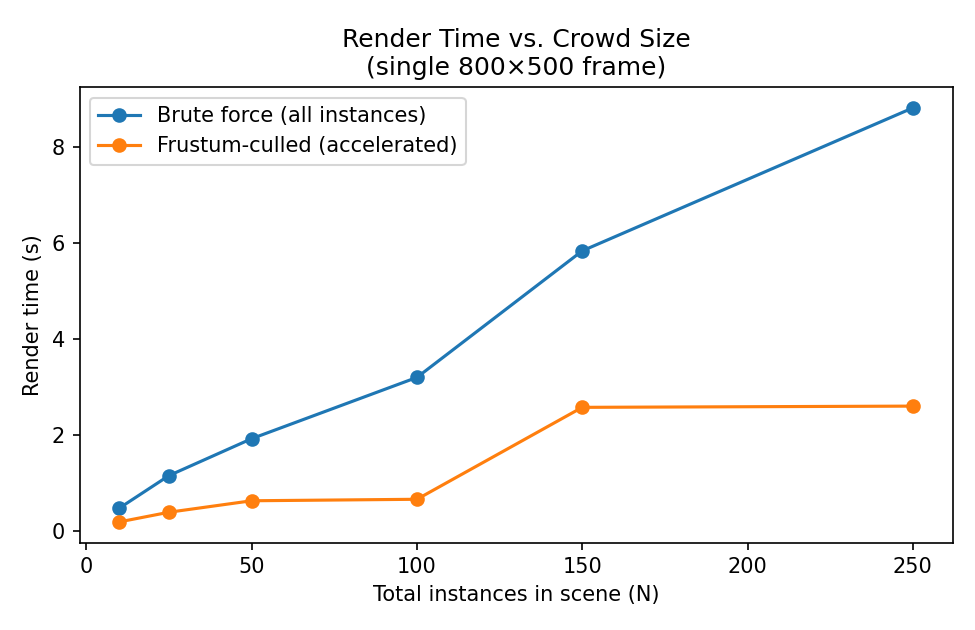 Render Time vs. Crowd Size
(single 800×500 frame)
Brute force (all instances)
Frustum-culled (accelerated)
Render time (s)
8
6
4
2
0
0 50 100 150 200 250
Total instances in scene (N)